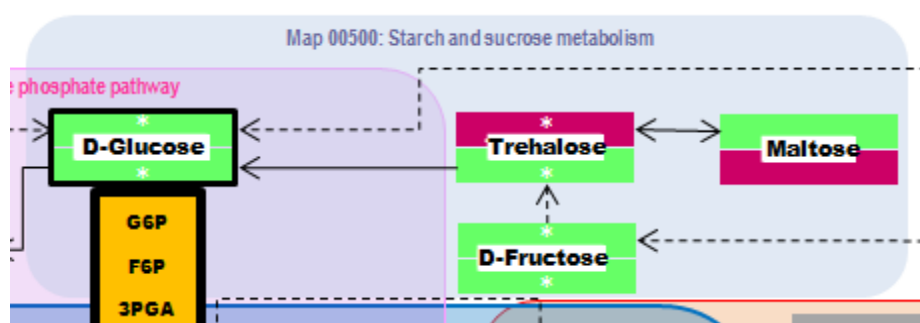 Map 00500: Starch and sucrose metabolism
e phosphate pathway
*
D-Glucose
*
*
Trehalose
*
Maltose
*
D-Fructose
*
G6P
F6P
3PGA